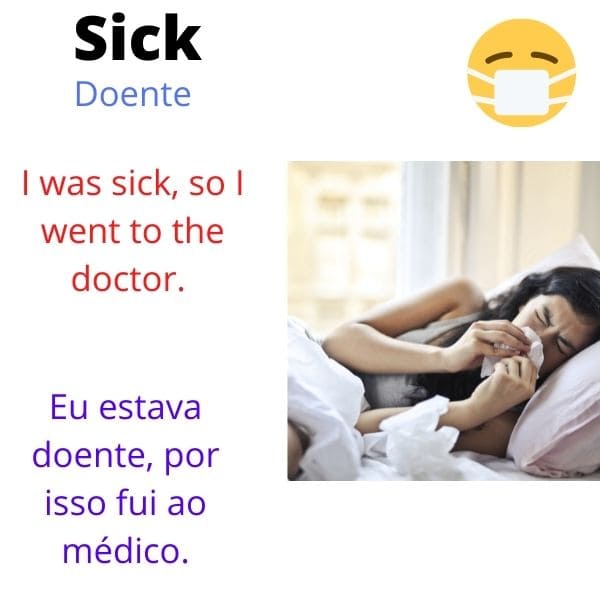 Sick
Doente
I was sick, so I
went to the
doctor.
Eu estava
doente, por
isso fui ao
médico.